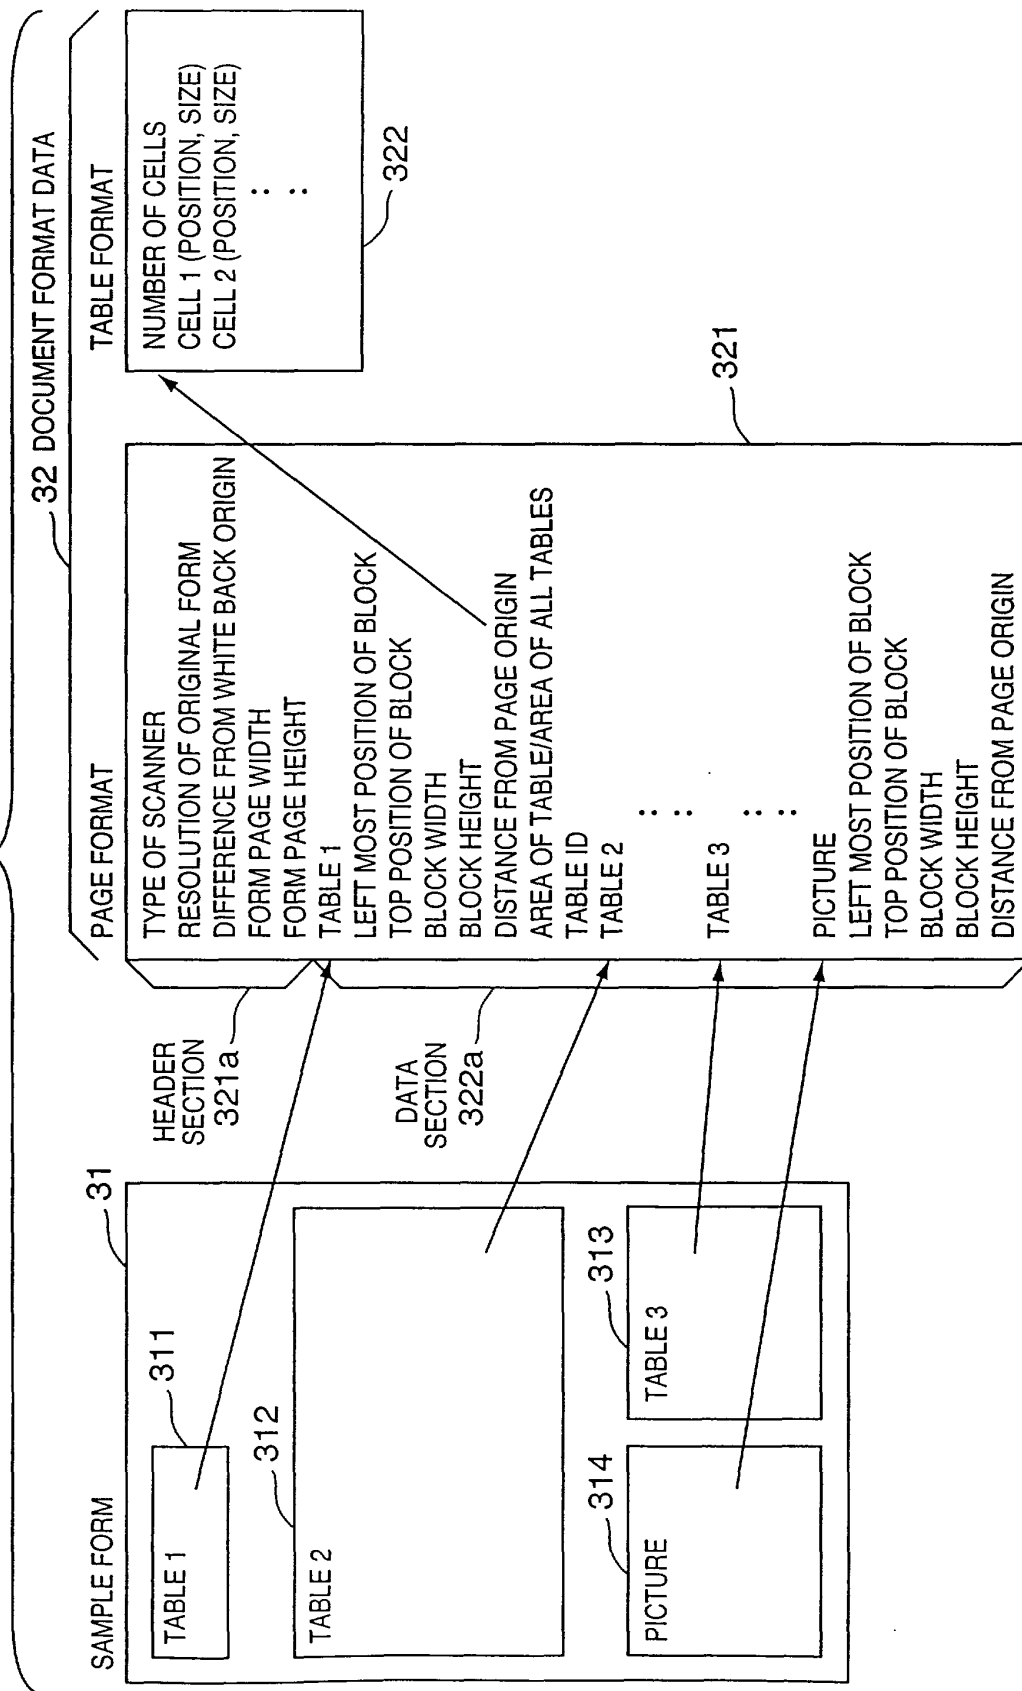 32 DOCUMENT FORMAT DATA
SAMPLE FORM
31
TABLE 1
311
TABLE 2
312
PICTURE
314
TABLE 3
313
HEADER
SECTION
321a
DATA
SECTION
322a
PAGE FORMAT
TYPE OF SCANNER
RESOLUTION OF ORIGINAL FORM
DIFFERENCE FROM WHITE BACK ORIGIN
FORM PAGE WIDTH
FORM PAGE HEIGHT
TABLE 1
LEFT MOST POSITION OF BLOCK
TOP POSITION OF BLOCK
BLOCK WIDTH
BLOCK HEIGHT
DISTANCE FROM PAGE ORIGIN
AREA OF TABLE/AREA OF ALL TABLES
TABLE ID
TABLE 2
: :
TABLE 3
: :
PICTURE
LEFT MOST POSITION OF BLOCK
TOP POSITION OF BLOCK
BLOCK WIDTH
BLOCK HEIGHT
DISTANCE FROM PAGE ORIGIN
321
TABLE FORMAT
NUMBER OF CELLS
CELL 1 (POSITION, SIZE)
CELL 2 (POSITION, SIZE)
: :
322